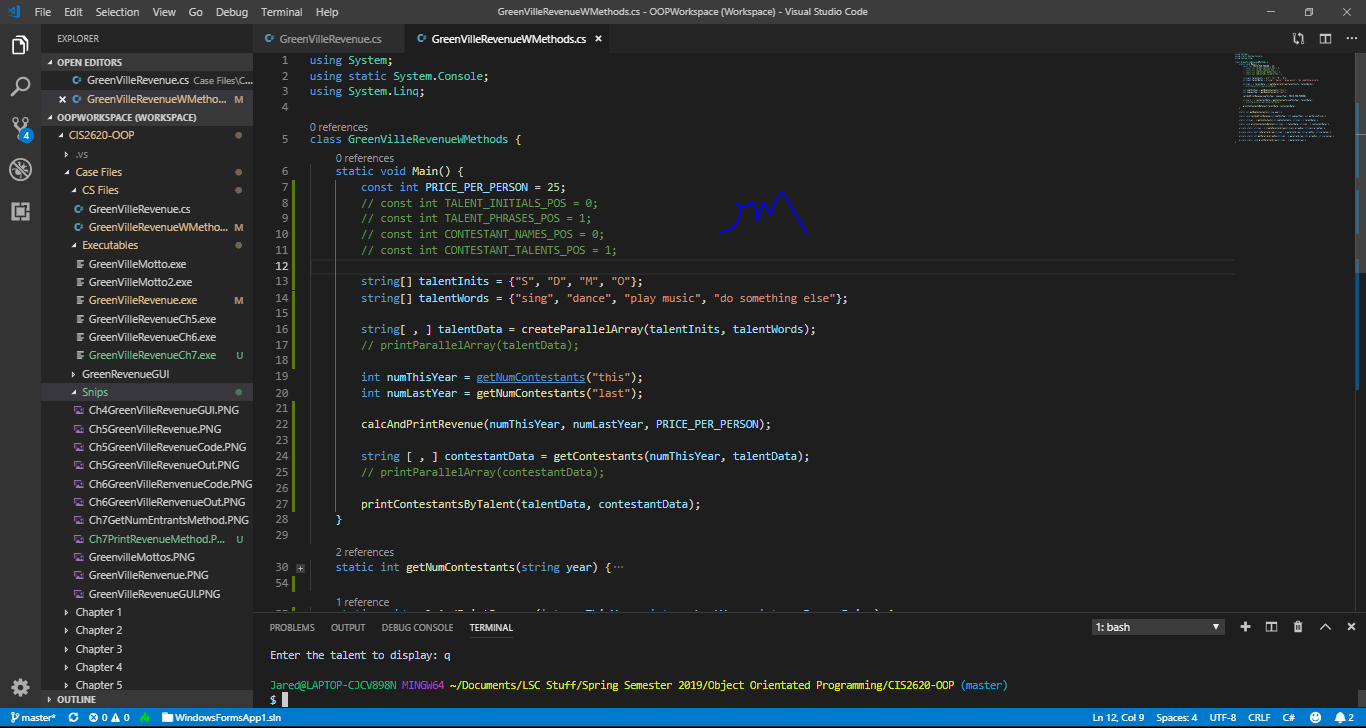 File Edit Selection View Go Debug Terminal Help
GreenVilleRevenueWMethods.cs - OOPWorkspace (Workspace) - Visual Studio Code
EXPLORER
OPEN EDITORS
GreenVilleRevenue.cs Case Files\C...
GreenVilleRevenueWMetho... M
OOPWORKSPACE (WORKSPACE)
CIS2620-OOP
.vs
Case Files
CS Files
GreenVilleRevenue.cs
GreenVilleRevenueWMetho... M
Executables
GreenVilleMotto.exe
GreenVilleMotto2.exe
GreenVilleRevenue.exe M
GreenVilleRevenueCh5.exe
GreenVilleRevenueCh6.exe
GreenVilleRevenueCh7.exe U
GreenRevenueGUI
Snips
Ch4GreenVilleRevenueGUI.PNG
Ch5GreenVilleRevenue.PNG
Ch5GreenVilleRevenueCode.PNG
Ch5GreenVilleRevenueOut.PNG
Ch6GreenVilleRenvenueCode.PNG
Ch6GreenVilleRenvenueOut.PNG
Ch7GetNumEntrantsMethod.PNG
Ch7PrintRevenueMethod.P... U
GreenvilleMottos.PNG
GreenVilleRenvenue.PNG
GreenVilleRevenueGUI.PNG
Chapter 1
Chapter 2
Chapter 3
Chapter 4
Chapter 5
OUTLINE
4
GreenVilleRevenue.cs
GreenVilleRevenueWMethods.cs
1 using System;
2 using static System.Console;
3 using System.Linq;
4
0 references
5 class GreenVilleRevenueWMethods {
0 references
6 static void Main() {
7 const int PRICE_PER_PERSON = 25;
8 // const int TALENT_INITIALS_POS = 0;
9 // const int TALENT_PHRASES_POS = 1;
10 // const int CONTESTANT_NAMES_POS = 0;
11 // const int CONTESTANT_TALENTS_POS = 1;
12
13 string[] talentInits = {"S", "D", "M", "O"};
14 string[] talentWords = {"sing", "dance", "play music", "do something else"};
15
16 string[ , ] talentData = createParallelArray(talentInits, talentWords);
17 // printParallelArray(talentData);
18
19 int numThisYear = getNumContestants("this");
20 int numLastYear = getNumContestants("last");
21
22 calcAndPrintRevenue(numThisYear, numLastYear, PRICE_PER_PERSON);
23
24 string [ , ] contestantData = getContestants(numThisYear, talentData);
25 // printParallelArray(contestantData);
26
27 printContestantsByTalent(talentData, contestantData);
28 }
29
2 references
30 static int getNumContestants(string year) {...
54
1 reference
PROBLEMS OUTPUT DEBUG CONSOLE TERMINAL
1: bash
Enter the talent to display: q
Jared@LAPTOP-CJCV898N MINGW64 ~/Documents/LSC Stuff/Spring Semester 2019/Object Orientated Programming/CIS2620-OOP (master)
$
master* 0 0 WindowsFormsApp1.sln
Ln 12, Col 9 Spaces: 4 UTF-8 CRLF C# 2